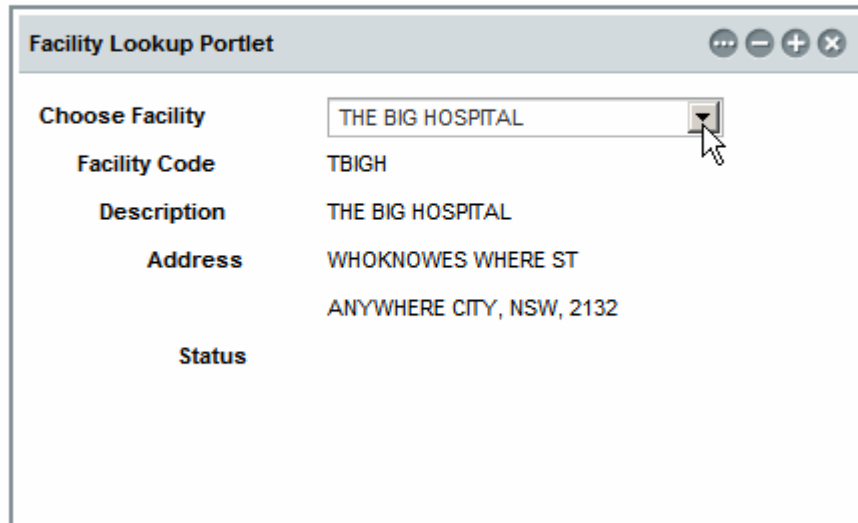 Facility Lookup Portlet
Choose Facility THE BIG HOSPITAL
Facility Code TBIGH
Description THE BIG HOSPITAL
Address WHOKNOWES WHERE ST
ANYWHERE CITY, NSW, 2132
Status